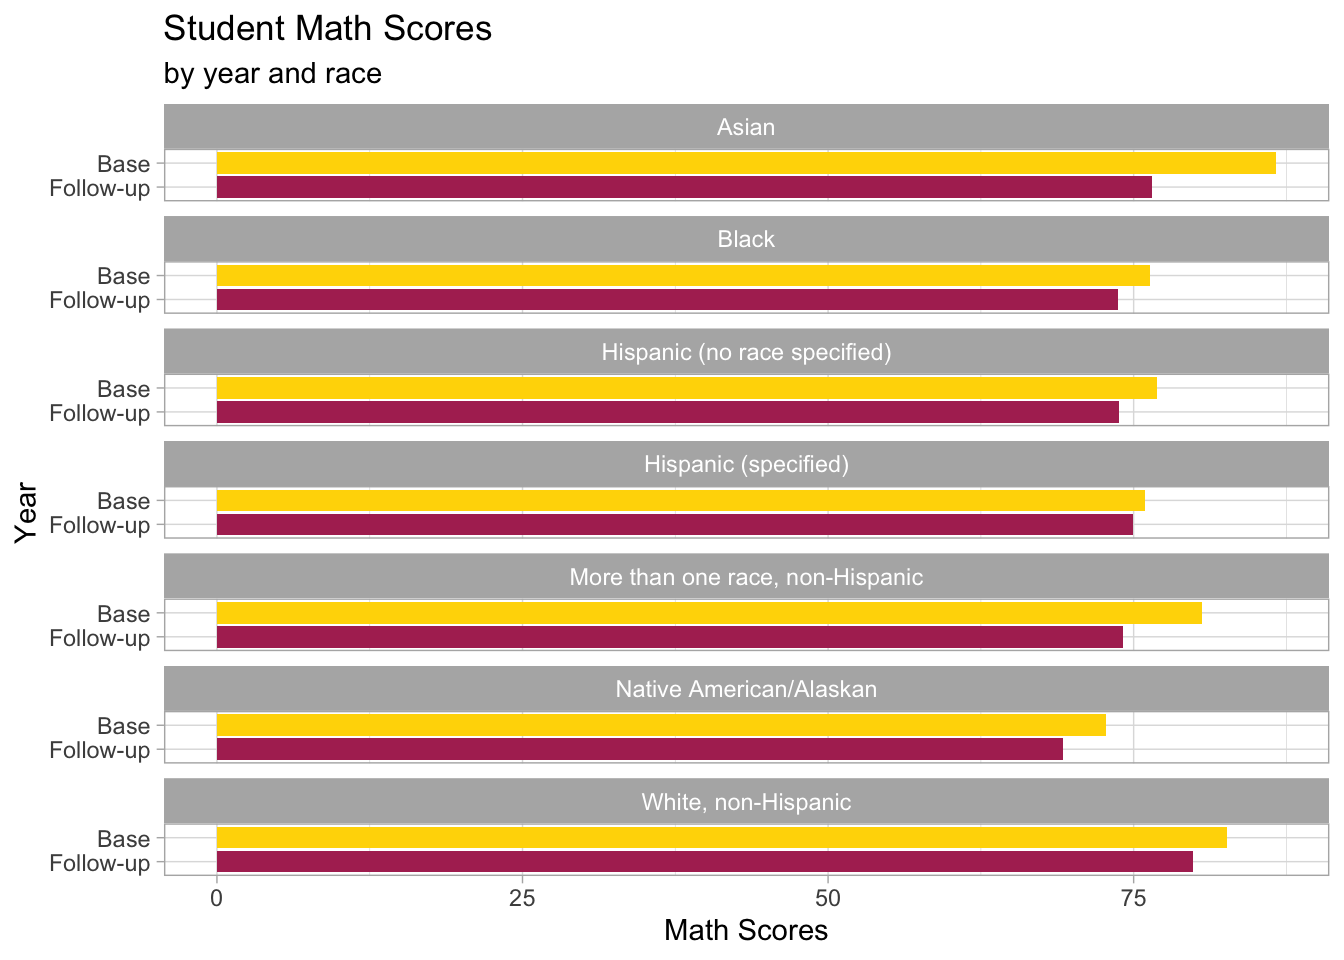 Student Math Scores
by year and race
Asian
Base
Follow-up
Black
Base
Follow-up
Hispanic (no race specified)
Base
Follow-up
Hispanic (specified)
Base
Follow-up
Year
More than one race, non-Hispanic
Base
Follow-up
Native American/Alaskan
Base
Follow-up
White, non-Hispanic
Base
Follow-up
0 25 50 75
Math Scores